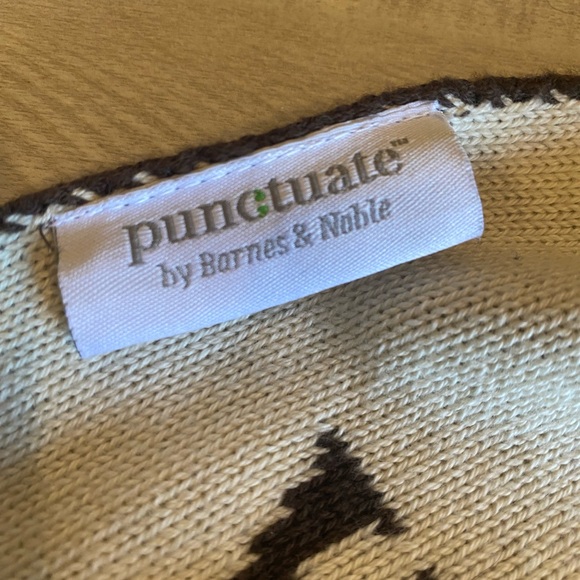 punctuate™
by Barnes & Noble